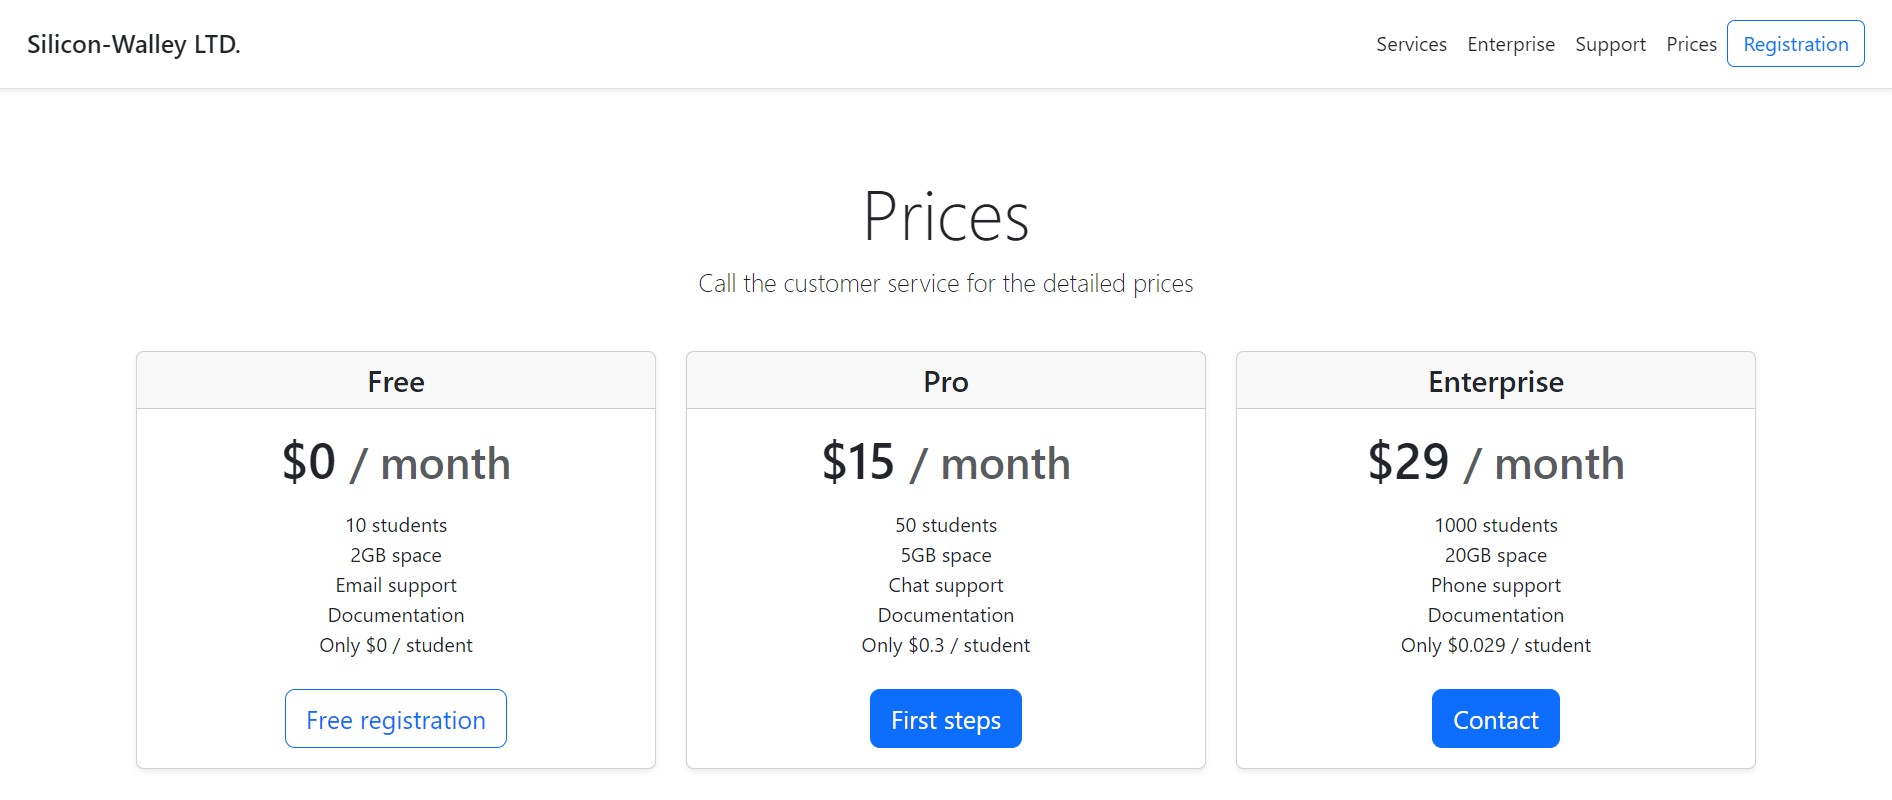 Silicon-Walley LTD.
Services Enterprise Support Prices Registration
Prices
Call the customer service for the detailed prices
Free
$0 / month
10 students
2GB space
Email support
Documentation
Only $0 / student
Free registration
Pro
$15 / month
50 students
5GB space
Chat support
Documentation
Only $0.3 / student
First steps
Enterprise
$29 / month
1000 students
20GB space
Phone support
Documentation
Only $0.029 / student
Contact